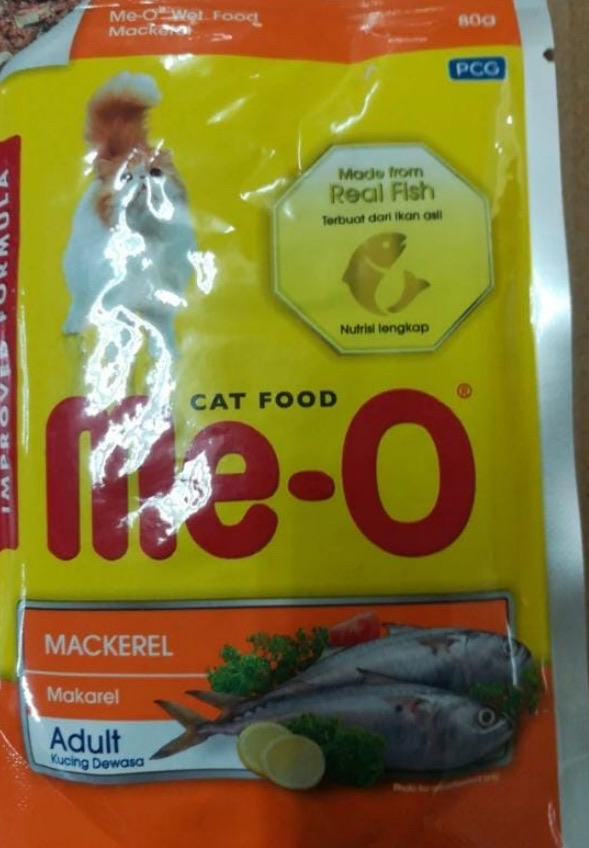 Me-O® Wet Food
Mackerel
80g
PCG
IMPROVED FORMULA
Made from
Real Fish
Terbuat dari ikan asli
Nutrisi lengkap
CAT FOOD
Me-O®
MACKEREL
Makarel
Adult
Kucing Dewasa